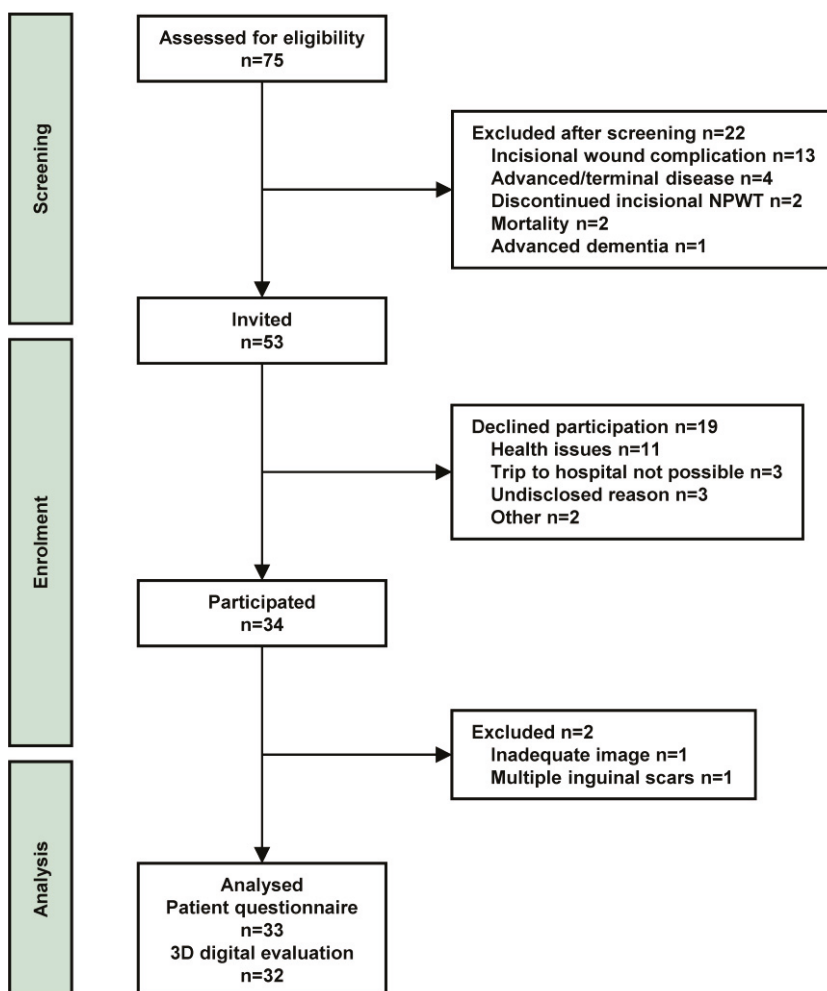 Screening
Assessed for eligibility
n=75
Excluded after screening n=22
Incisional wound complication n=13
Advanced/terminal disease n=4
Discontinued incisional NPWT n=2
Mortality n=2
Advanced dementia n=1
Invited
n=53
Enrolment
Declined participation n=19
Health issues n=11
Trip to hospital not possible n=3
Undisclosed reason n=3
Other n=2
Participated
n=34
Excluded n=2
Inadequate image n=1
Multiple inguinal scars n=1
Analysis
Analysed
Patient questionnaire
n=33
3D digital evaluation
n=32